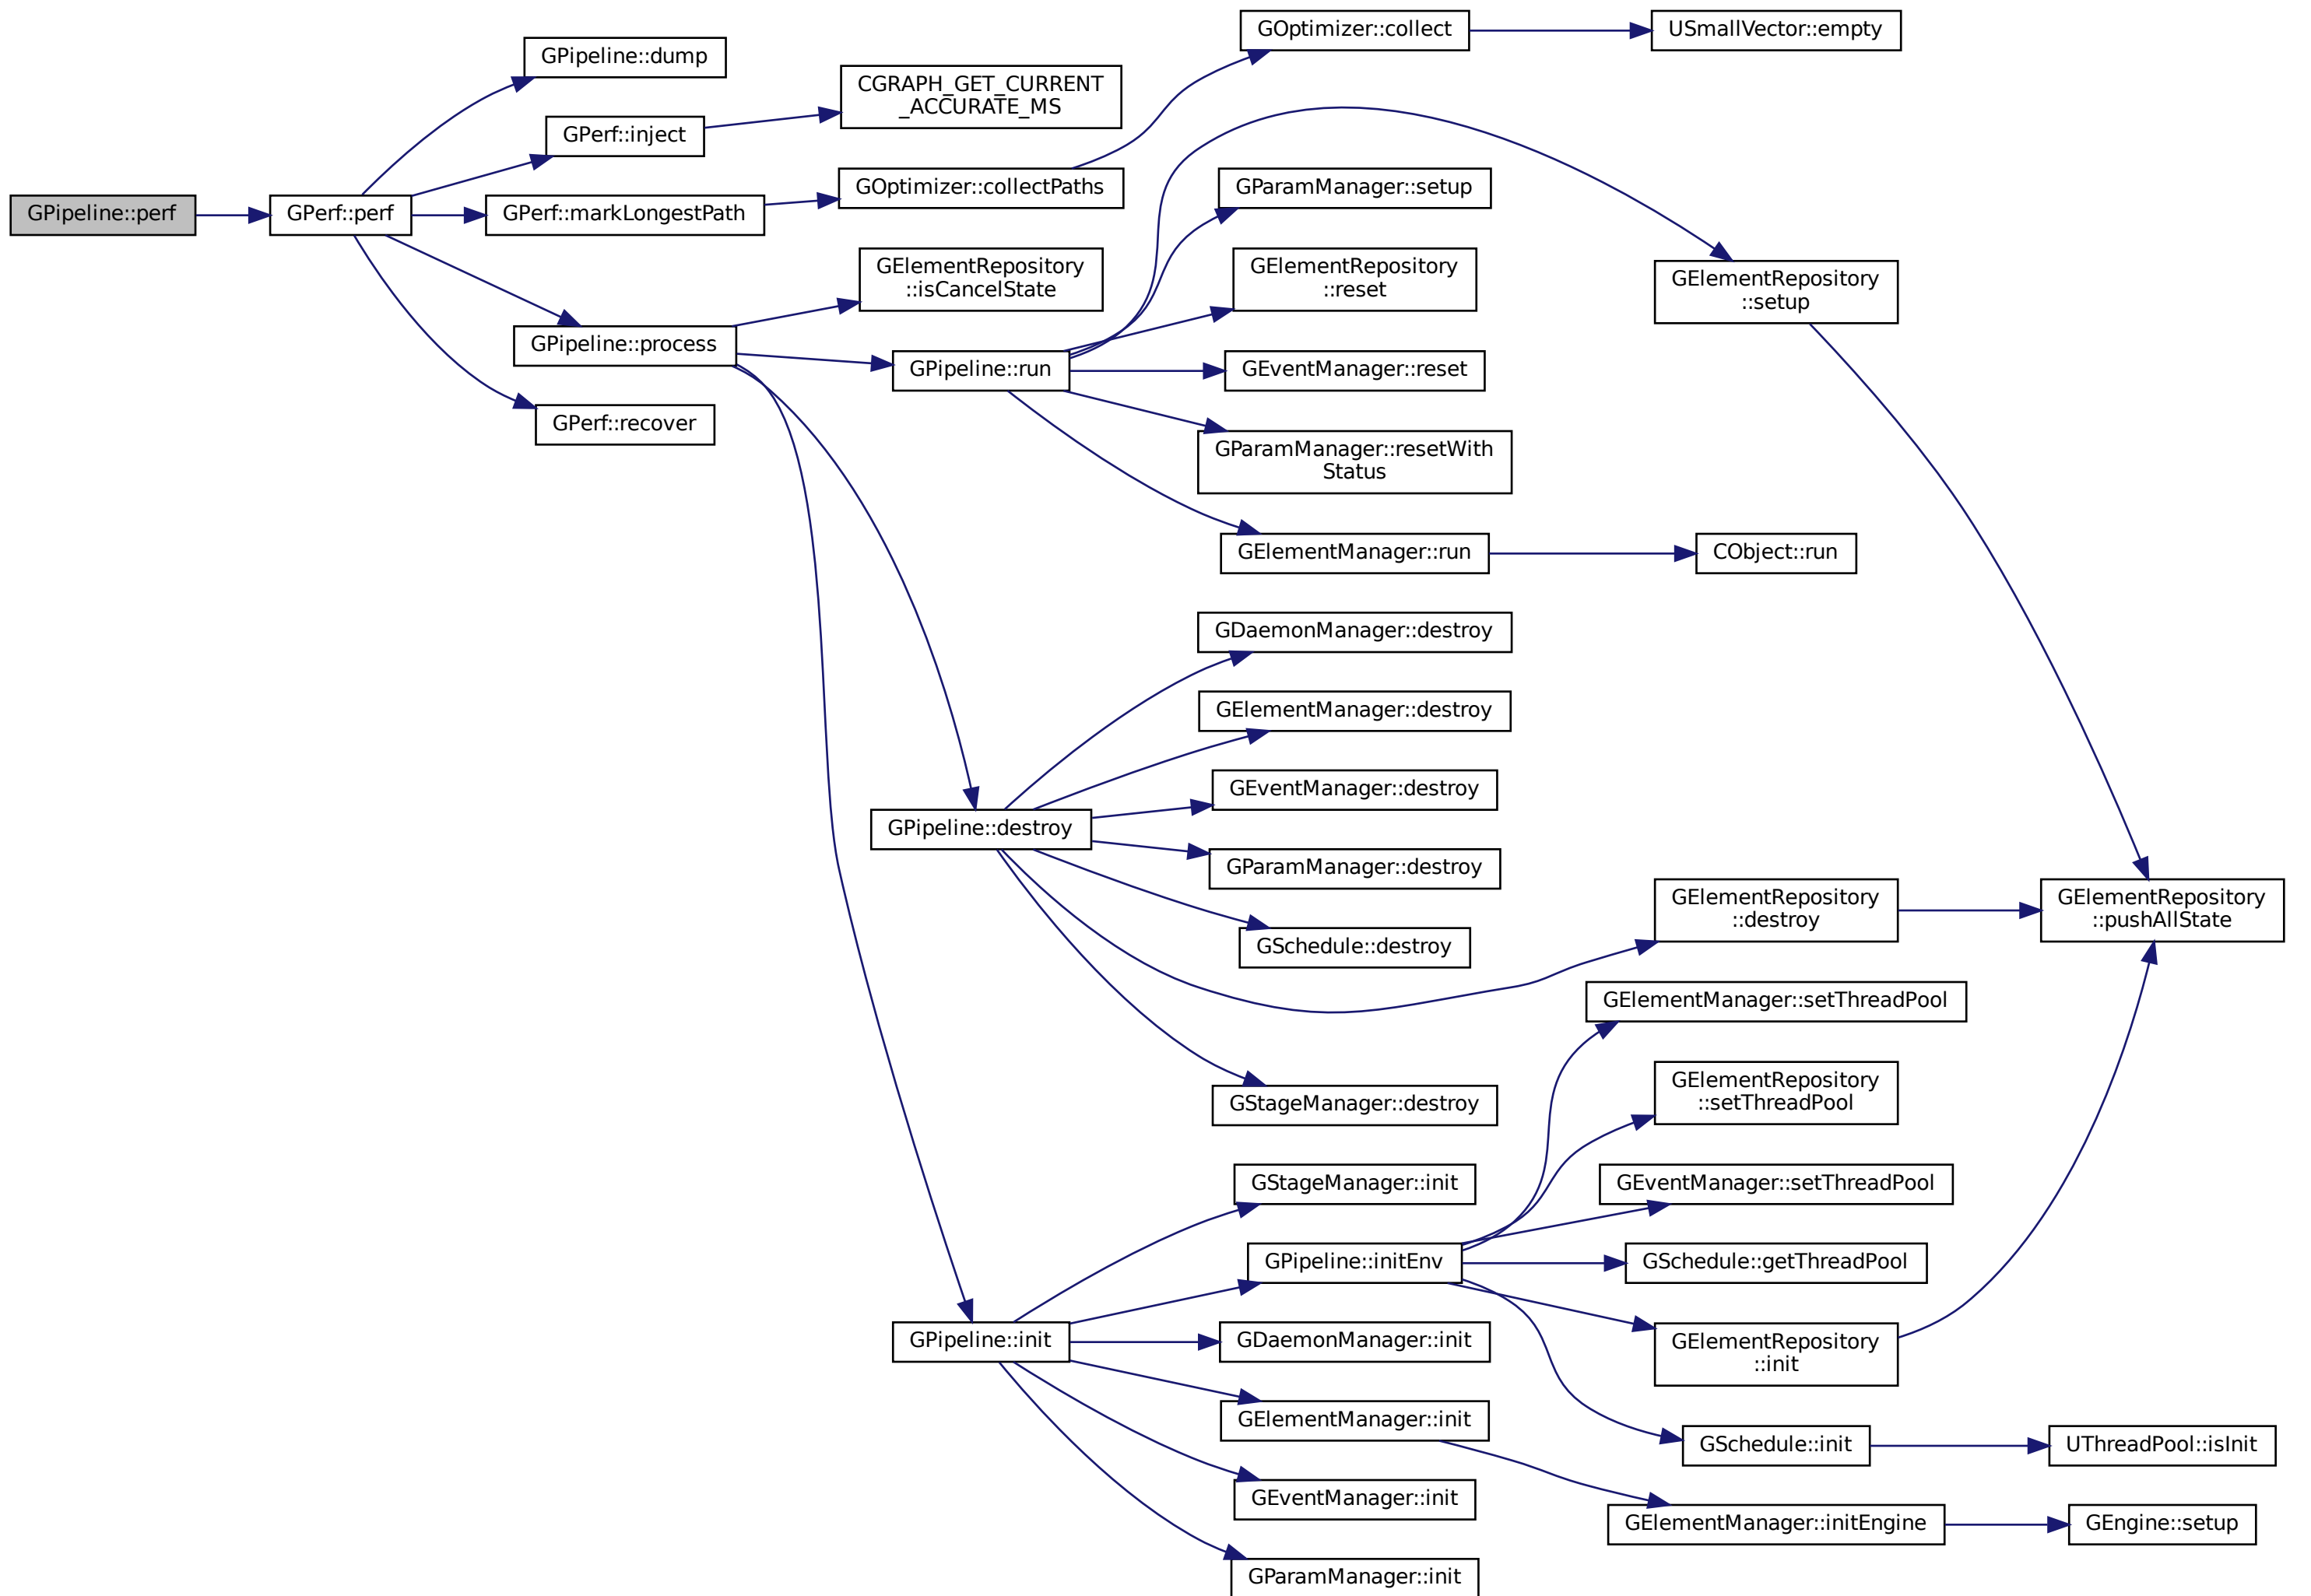 GOptimizer::collect
USmallVector::empty
GPipeline::dump
CGRAPH_GET_CURRENT
_ACCURATE_MS
GPerf::inject
GOptimizer::collectPaths
GParamManager::setup
GPipeline::perf
GPerf::perf
GPerf::markLongestPath
GElementRepository
::isCancelState
GElementRepository
::reset
GElementRepository
::setup
GPipeline::process
GPipeline::run
GEventManager::reset
GPerf::recover
GParamManager::resetWith
Status
GElementManager::run
CObject::run
GDaemonManager::destroy
GElementManager::destroy
GEventManager::destroy
GPipeline::destroy
GParamManager::destroy
GElementRepository
::destroy
GElementRepository
::pushAllState
GSchedule::destroy
GElementManager::setThreadPool
GElementRepository
::setThreadPool
GStageManager::destroy
GStageManager::init
GEventManager::setThreadPool
GPipeline::initEnv
GSchedule::getThreadPool
GPipeline::init
GDaemonManager::init
GElementRepository
::init
GElementManager::init
GSchedule::init
UThreadPool::isInit
GEventManager::init
GElementManager::initEngine
GEngine::setup
GParamManager::init